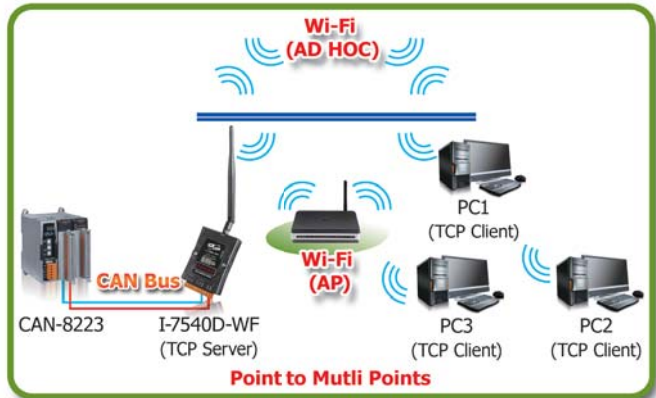 Wi-Fi
(AD HOC)
PC1
(TCP Client)
Wi-Fi
(AP)
CAN Bus
CAN-8223
I-7540D-WF
(TCP Server)
PC3
(TCP Client)
PC2
(TCP Client)
Point to Mutli Points